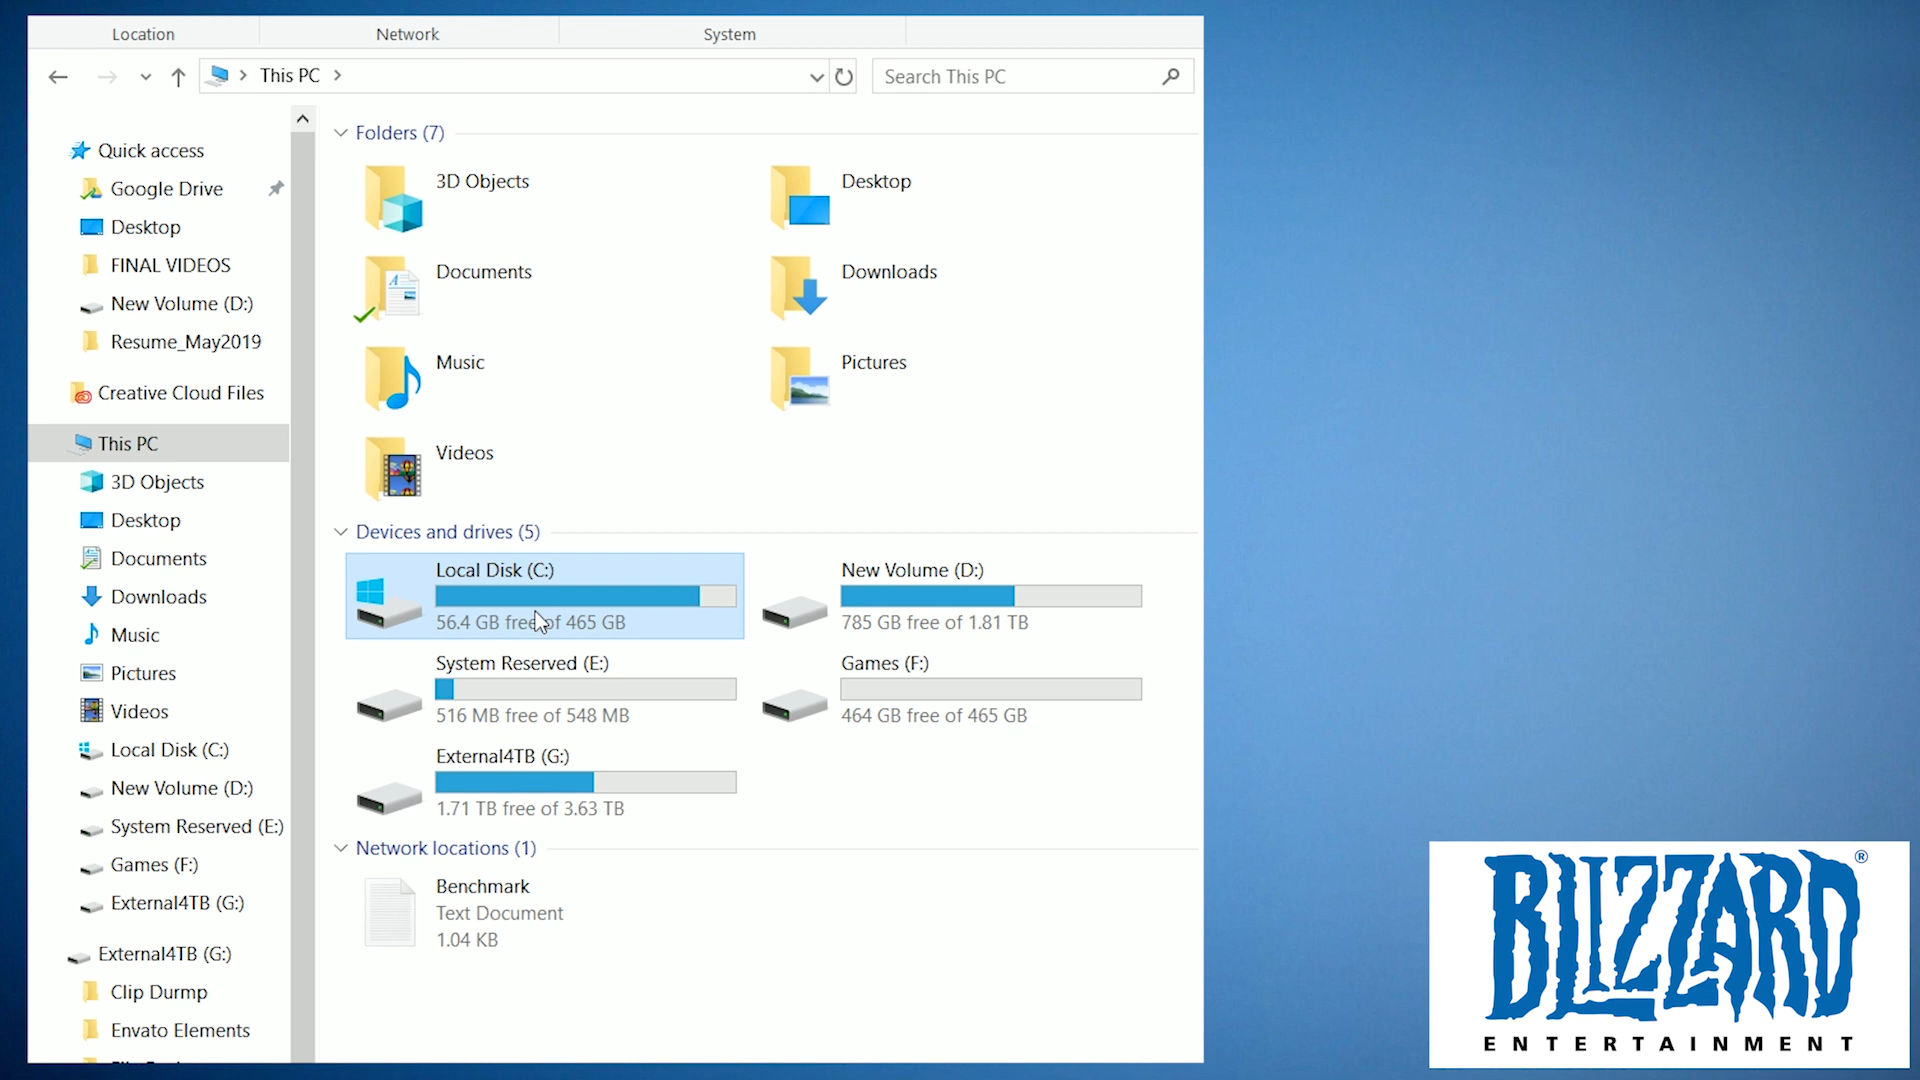 Location
Network
System
This PC
Search This PC
Quick access
Google Drive
Desktop
FINAL VIDEOS
New Volume (D:)
Resume_May2019
Creative Cloud Files
This PC
3D Objects
Desktop
Documents
Downloads
Music
Pictures
Videos
Local Disk (C:)
New Volume (D:)
System Reserved (E:)
Games (F:)
External4TB (G:)
External4TB (G:)
Clip Durmp
Envato Elements
Folders (7)
3D Objects
Desktop
Documents
Downloads
Music
Pictures
Videos
Devices and drives (5)
Local Disk (C:)
56.4 GB free of 465 GB
New Volume (D:)
785 GB free of 1.81 TB
System Reserved (E:)
516 MB free of 548 MB
Games (F:)
464 GB free of 465 GB
External4TB (G:)
1.71 TB free of 3.63 TB
Network locations (1)
Benchmark
Text Document
1.04 KB
BLIZZARD®
ENTERTAINMENT